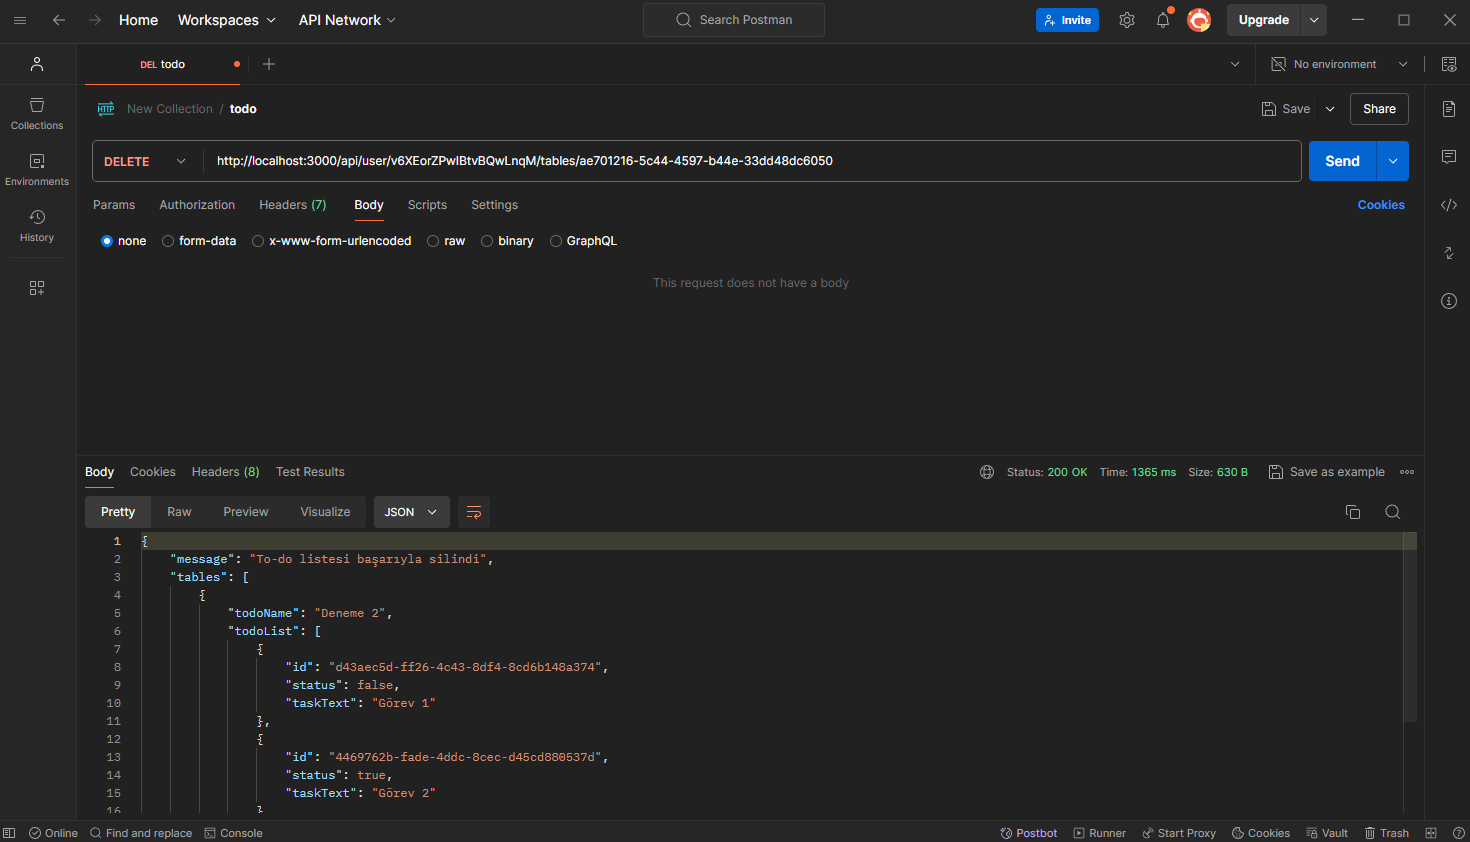 Home Workspaces API Network Search Postman Invite Upgrade
DEL todo No environment
HTTP New Collection / todo Save Share
Collections
Environments
History
DELETE http://localhost:3000/api/user/v6XEorZPwIBtvBQwLnqM/tables/ae701216-5c44-4597-b44e-33dd48dc6050 Send
Params Authorization Headers (7) Body Scripts Settings Cookies
none form-data x-www-form-urlencoded raw binary GraphQL
This request does not have a body
Body Cookies Headers (8) Test Results Status: 200 OK Time: 1365 ms Size: 630 B Save as example
Pretty Raw Preview Visualize JSON
1 {
2 "message": "To-do listesi başarıyla silindi",
3 "tables": [
4 {
5 "todoName": "Deneme 2",
6 "todoList": [
7 {
8 "id": "d43aec5d-ff26-4c43-8df4-8cd6b148a374",
9 "status": false,
10 "taskText": "Görev 1"
11 },
12 {
13 "id": "4469762b-fade-4ddc-8cec-d45cd880537d",
14 "status": true,
15 "taskText": "Görev 2"
16 }
Online Find and replace Console Postbot Runner Start Proxy Cookies Vault Trash